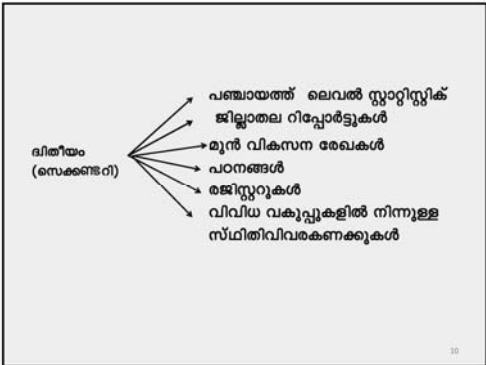 പഞ്ചായത്ത് ലെവൽ സ്റ്റാറ്റിസ്റ്റിക്
ജില്ലാതല റിപ്പോർട്ടുകൾ
മുൻ വികസന രേഖകൾ
ദ്വിതീയം
(സെക്കണ്ടറി)
പഠനങ്ങൾ
രജിസ്റ്ററുകൾ
വിവിധ വകുപ്പുകളിൽ നിന്നുള്ള
സ്ഥിതിവിവരകണക്കുകൾ
10